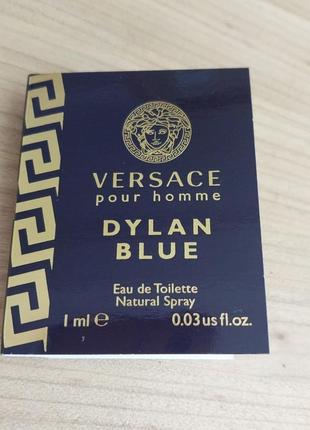 VERSACE
pour homme
DYLAN
BLUE
Eau de Toilette
Natural Spray
1 ml ℮ 0.03 us fl.oz.